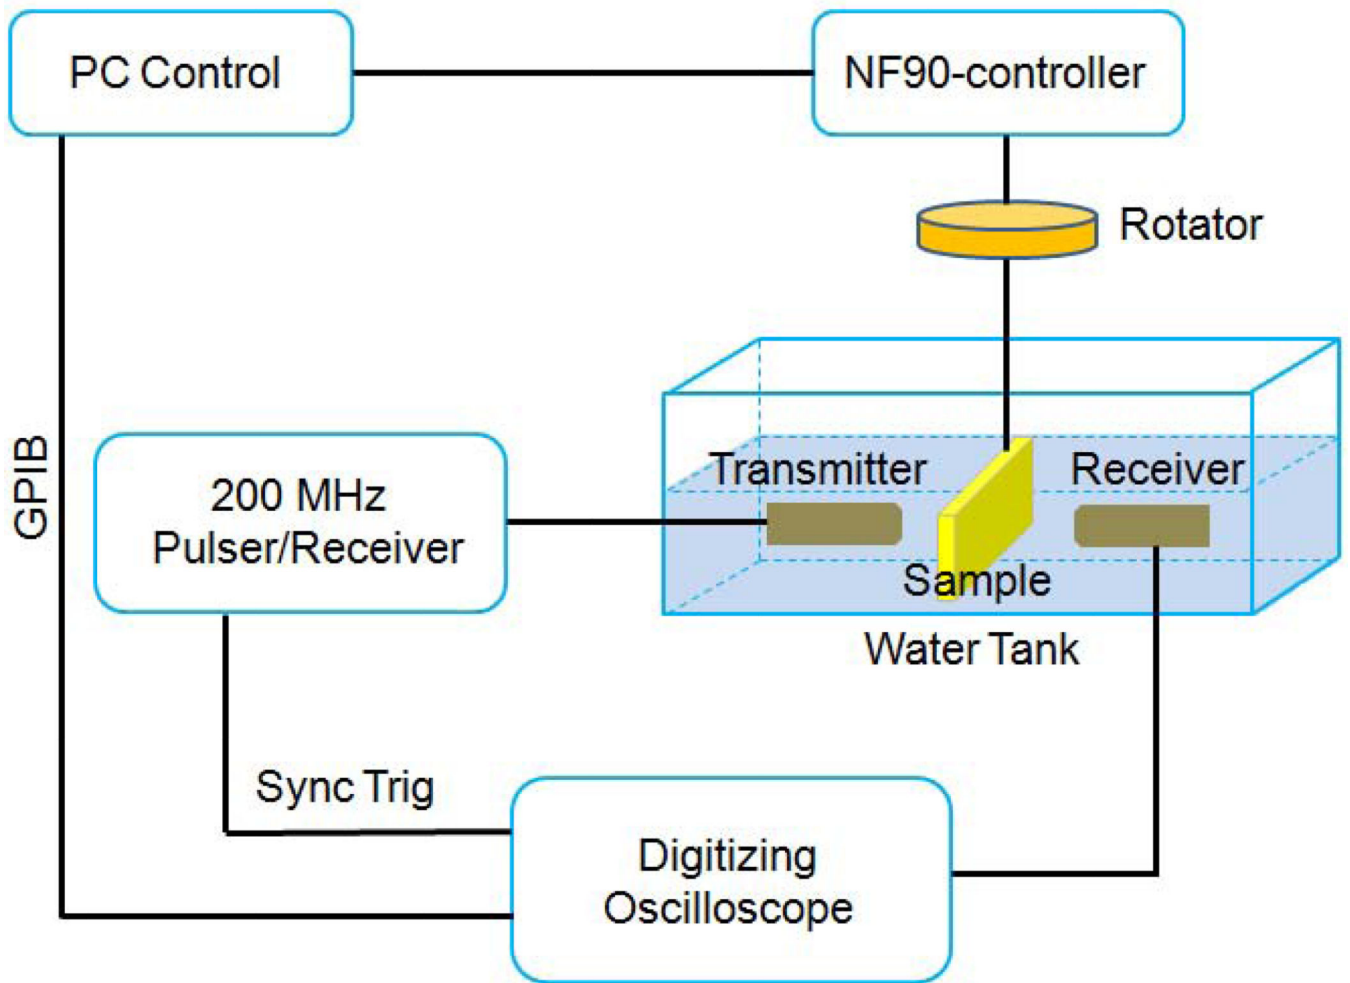 PC Control
NF90-controller
Rotator
GPIB
200 MHz
Pulser/Receiver
Transmitter
Receiver
Sample
Water Tank
Sync Trig
Digitizing
Oscilloscope